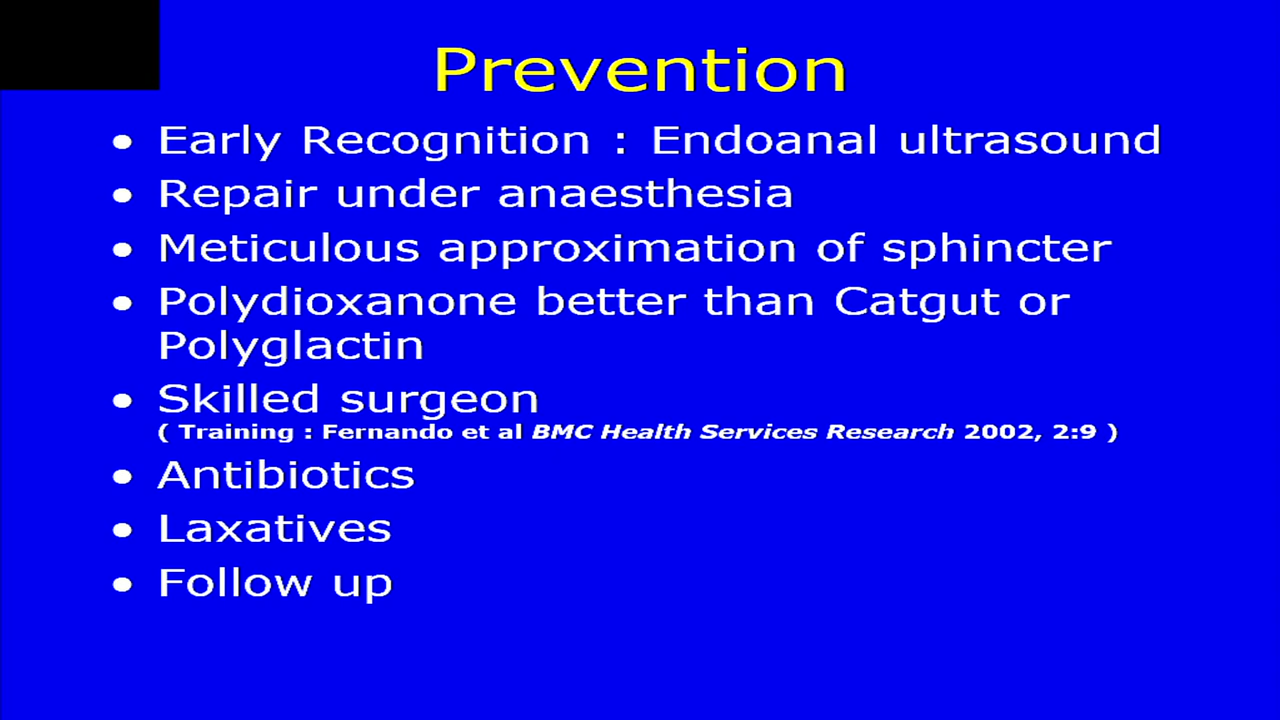 Prevention
• Early Recognition : Endoanal ultrasound
• Repair under anaesthesia
• Meticulous approximation of sphincter
• Polydioxanone better than Catgut or
Polyglactin
• Skilled surgeon
( Training : Fernando et al BMC Health Services Research 2002, 2:9 )
• Antibiotics
• Laxatives
• Follow up